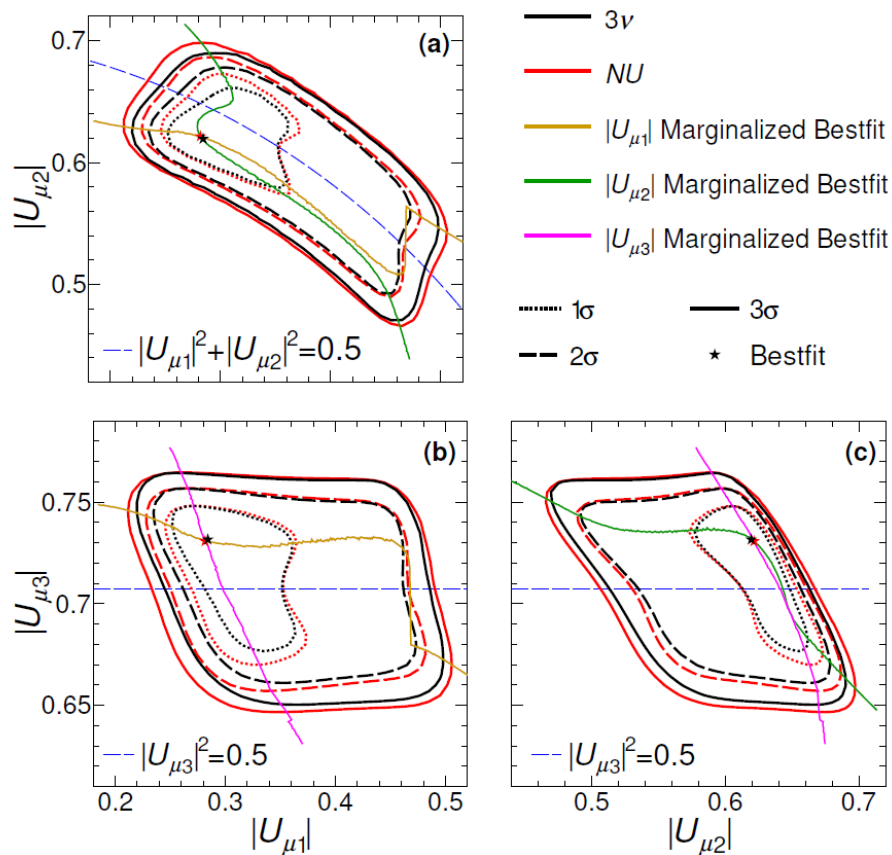 (a)
0.7
0.6
0.5
|Uμ2|
|Uμ1|²+|Uμ2|²=0.5
3ν
NU
|Uμ1| Marginalized Bestfit
|Uμ2| Marginalized Bestfit
|Uμ3| Marginalized Bestfit
1σ
3σ
2σ
Bestfit
(b)
0.75
0.7
0.65
|Uμ3|
|Uμ3|²=0.5
0.2 0.3 0.4 0.5
|Uμ1|
(c)
|Uμ3|²=0.5
0.5 0.6 0.7
|Uμ2|